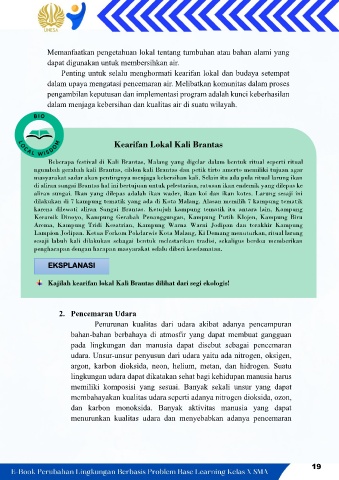 UNESA
Memanfaatkan pengetahuan lokal tentang tumbuhan atau bahan alami yang
dapat digunakan untuk membersihkan air.
Penting untuk selalu menghormati kearifan lokal dan budaya setempat
dalam upaya mengatasi pencemaran air. Melibatkan komunitas dalam proses
pengambilan keputusan dan implementasi program adalah kunci keberhasilan
dalam menjaga kebersihan dan kualitas air di suatu wilayah.
BIO
LOCAL WISDOM
Kearifan Lokal Kali Brantas
Beberapa festival di Kali Brantas, Malang yang digelar dalam bentuk ritual seperti ritual
ngumbah gerabah kali Brantas, cidlon kali Brantas dan petik tirto amerto memiliki tujuan agar
masyarakat sadar akan pentingnya menjaga kebersihan kali. Selain itu ada pula ritual larung ikan
di aliran sungai Brantas hal ini bertujuan untuk pelestarian, ratusan ikan endemik yang dilepas ke
aliran sungai. Ikan yang dilepas adalah ikan wader, ikan koi dan ikan kotes. Larung sesaji ini
dilakukan di 7 kampung tematik yang ada di Kota Malang. Alasan memilih 7 kampung tematik
karena dilewati aliran Sungai Brantas. Ketujuh kampung tematik itu antara lain, Kampung
Keramik Dinoyo, Kampung Gerabah Penanggungan, Kampung Putih Klojen, Kampung Biru
Arema, Kampung Tridi Kesatrian, Kampung Warna Warni Jodipan dan terakhir Kampung
Lampion Jodipan. Ketua Forkom Pokdarwis Kota Malang, Ki Demang menuturkan, ritual larung
sesaji labuh kali dilakukan sebagai bentuk melestarikan tradisi, sekaligus berdoa memberikan
pengharapan dengan harapan masyarakat selalu diberi keselamatan.
EKSPLANASI
Kajilah kearifan lokal Kali Brantas dilihat dari segi ekologis!
2. Pencemaran Udara
Penurunan kualitas dari udara akibat adanya pencampuran
bahan-bahan berbahaya di atmosfir yang dapat membuat gangguan
pada lingkungan dan manusia dapat disebut sebagai pencemaran
udara. Unsur-unsur penyusun dari udara yaitu ada nitrogen, oksigen,
argon, karbon dioksida, neon, helium, metan, dan hidrogen. Suatu
lingkungan udara dapat dikatakan sehat bagi kehidupan manusia harus
memiliki komposisi yang sesuai. Banyak sekali unsur yang dapat
membahayakan kualitas udara seperti adanya nitrogen dioksida, ozon,
dan karbon monoksida. Banyak aktivitas manusia yang dapat
menurunkan kualitas udara dan menyebabkan adanya pencemaran
19
E-Book Perubahan Lingkungan Berbasis Problem Base Learning Kelas X SMA